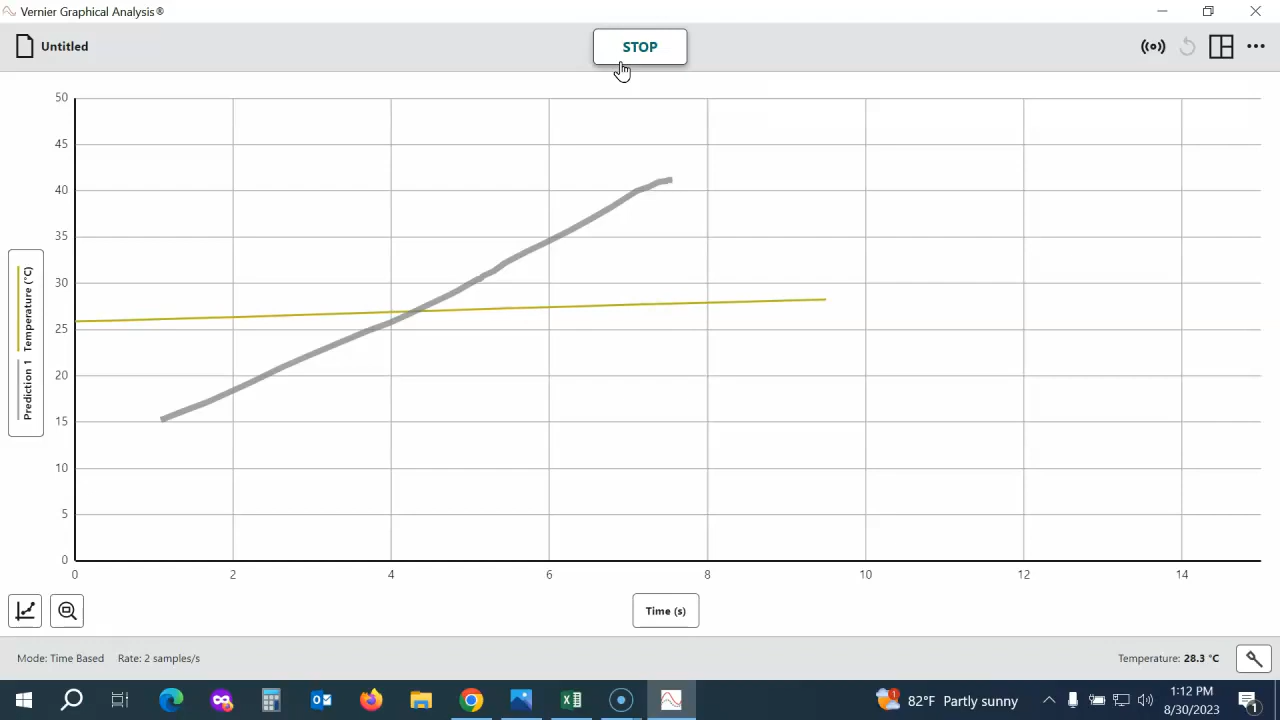 Vernier Graphical Analysis®
Untitled
STOP
50
45
40
35
30
25
20
15
10
5
0
Prediction 1 Temperature (°C)
0 2 4 6 8 10 12 14
Time (s)
Mode: Time Based Rate: 2 samples/s
Temperature: 28.3 °C
1
82°F Partly sunny
1:12 PM
8/30/2023
1